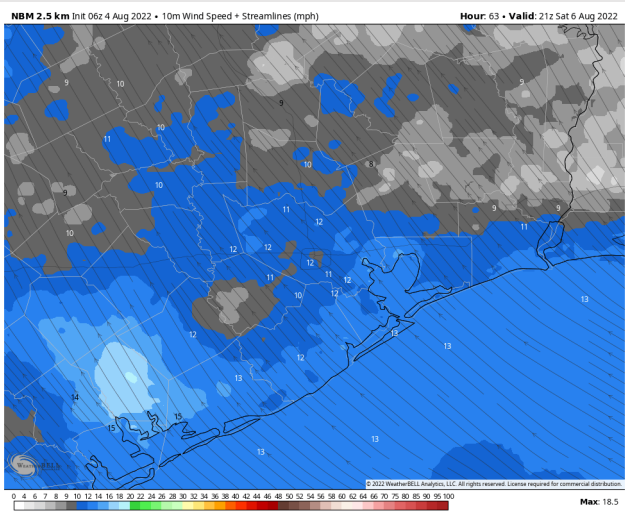 NBM 2.5 km Init 06z 4 Aug 2022 • 10m Wind Speed + Streamlines (mph) Hour: 63 • Valid: 21z Sat 6 Aug 2022
9 10 9
9
10
11
10 8
10
9 11 9 9
12 11
10
12 12
12
11 11 12
10 12
13
12 13 13
12
13
14
15 15
13 13
WeatherBELL
© 2022 WeatherBELL Analytics, LLC. All rights reserved. License required for commercial distribution.
0 4 6 7 8 9 10 12 14 16 18 20 22 24 26 28 30 32 34 36 38 40 42 44 46 48 50 52 54 56 58 60 62 64 66 68 70 75 80 85 90 95 100
Max: 18.5